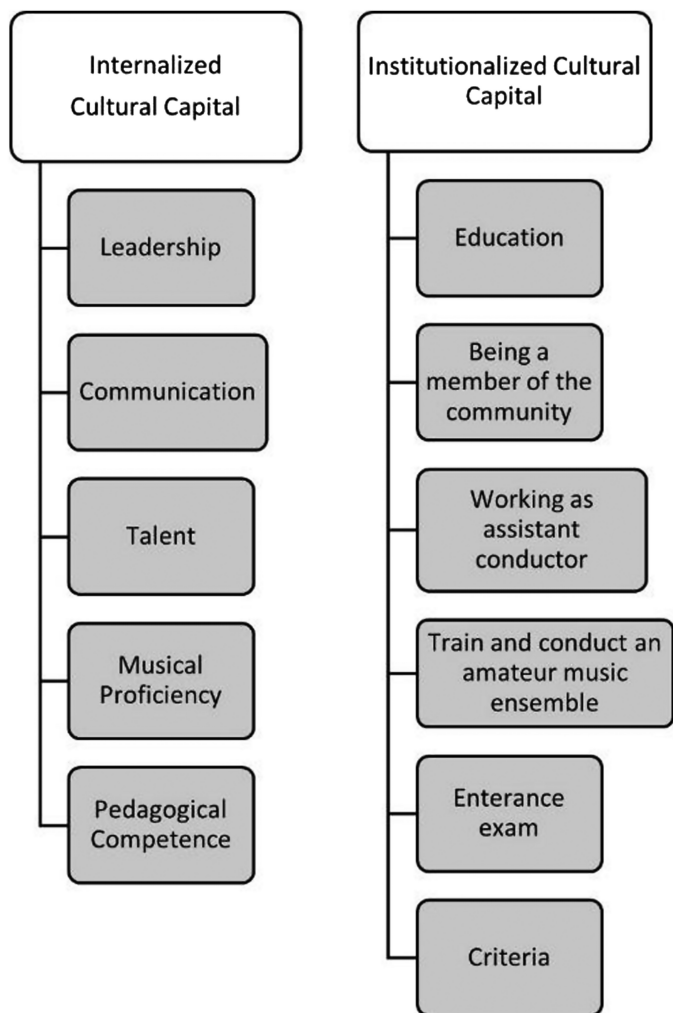 Internalized
Cultural Capital
Leadership
Communication
Talent
Musical
Proficiency
Pedagogical
Competence
Institutionalized Cultural
Capital
Education
Being a
member of the
community
Working as
assistant
conductor
Train and conduct an
amateur music
ensemble
Enterance
exam
Criteria